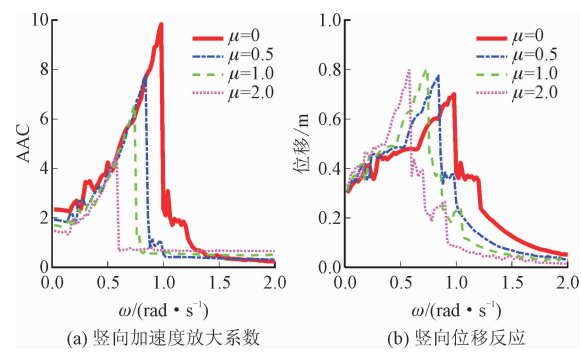 10
8
6
4
2
0
AAC
μ=0
μ=0.5
μ=1.0
μ=2.0
0.0 0.5 1.0 1.5 2.0
ω/(rad·s⁻¹)
(a) 竖向加速度放大系数
1.0
0.8
0.6
0.4
0.2
0.0
位移/m
μ=0
μ=0.5
μ=1.0
μ=2.0
0.0 0.5 1.0 1.5 2.0
ω/(rad·s⁻¹)
(b) 竖向位移反应